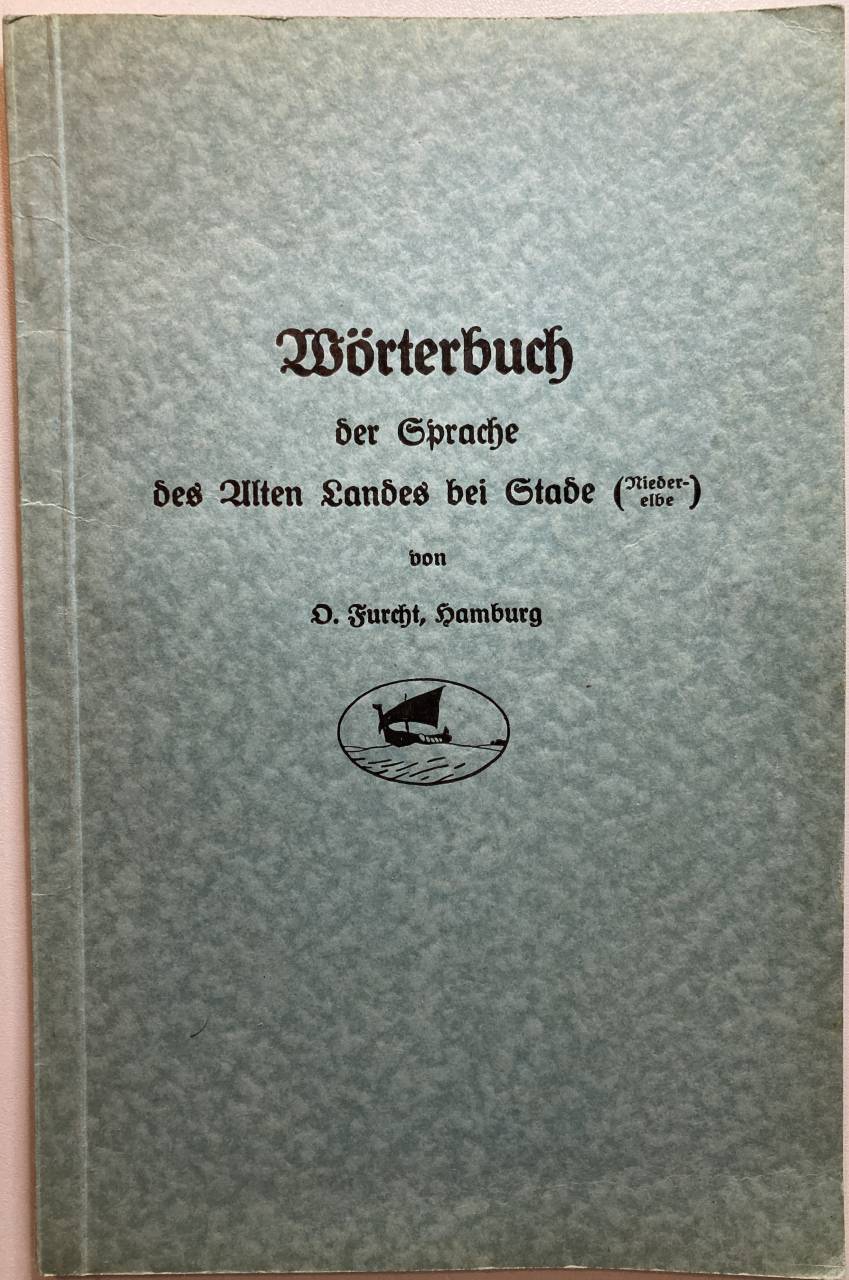 Wörterbuch
der Sprache
des Alten Landes bei Stade (Nieder-
elbe)
von
O. Furcht, Hamburg